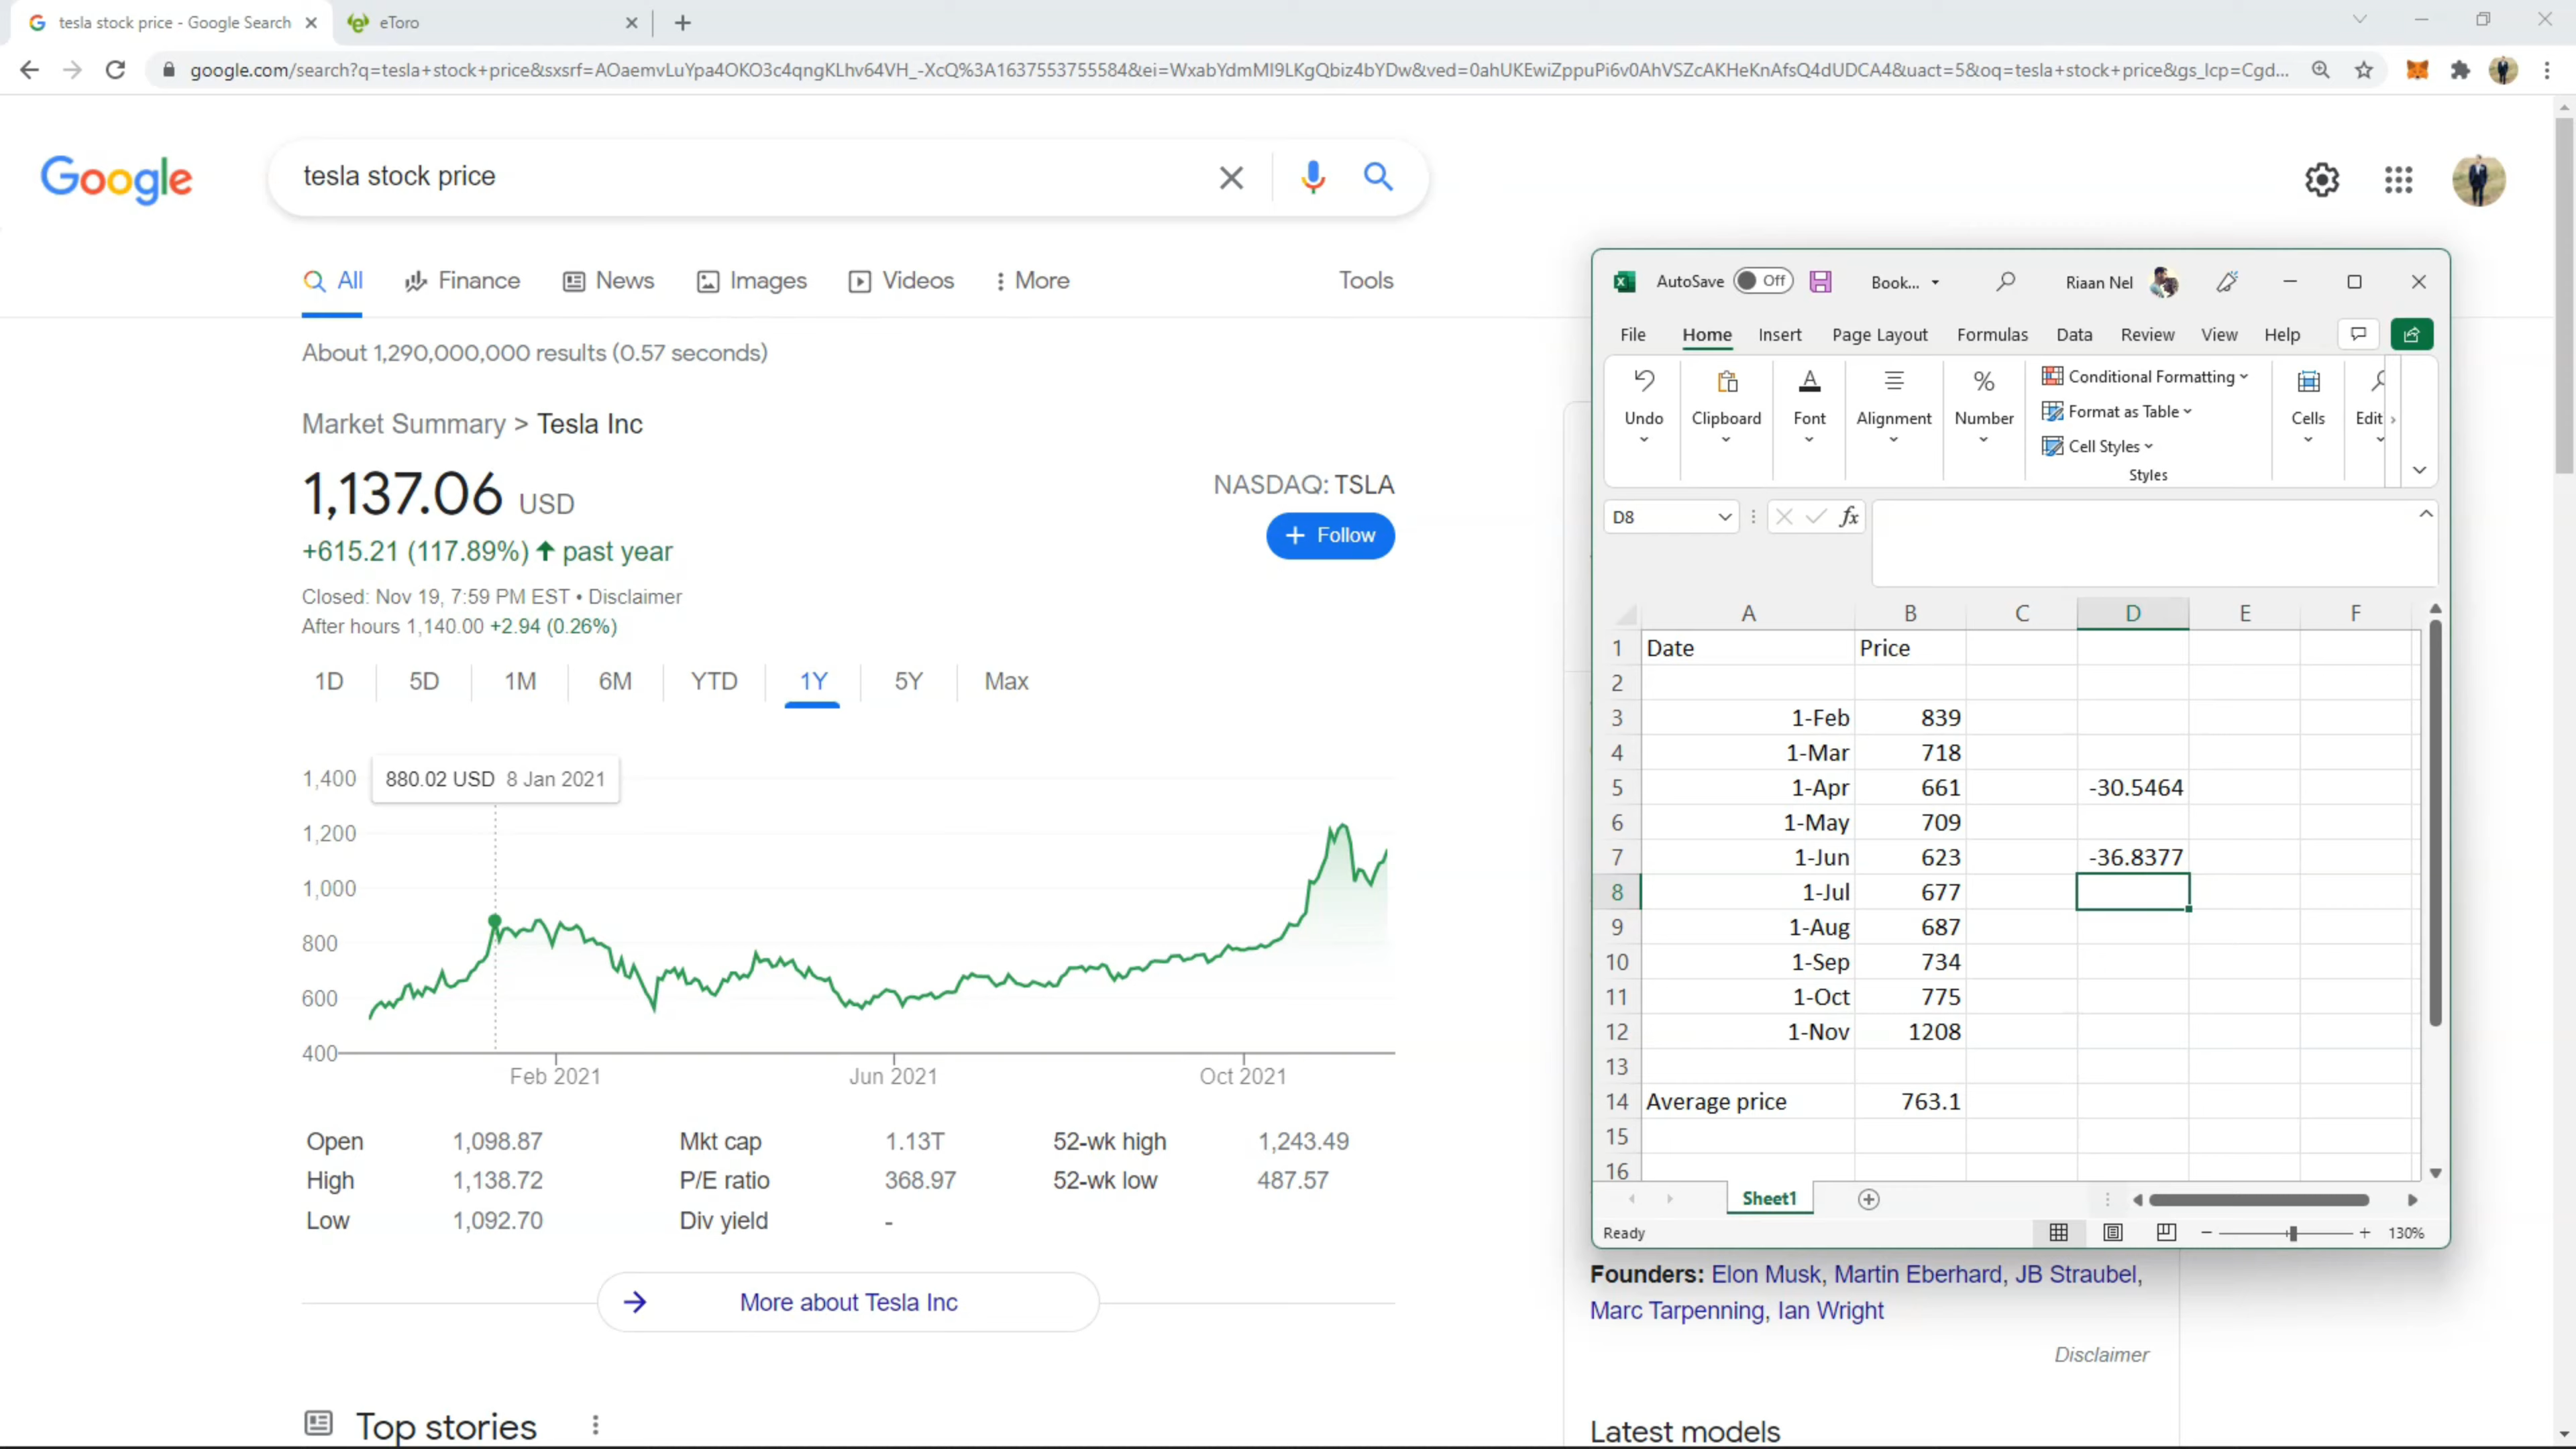 tesla stock price - Google Search
eToro
google.com/search?q=tesla+stock+price&sxsrf=AOaemvLuYpa4OKO3c4qngKLhv64VH_-XcQ%3A1637553755584&ei=WxabYdmMI9LKgQbiz4bYDw&ved=0ahUKEwiZppuPi6v0AhVSZcAKHeKnAfsQ4dUDCA4&uact=5&oq=tesla+stock+price&gs_lcp=Cgd...
Google
tesla stock price
All Finance News Images Videos More Tools
About 1,290,000,000 results (0.57 seconds)
Market Summary > Tesla Inc
1,137.06 USD
NASDAQ: TSLA
+ Follow
+615.21 (117.89%) ↑ past year
Closed: Nov 19, 7:59 PM EST • Disclaimer
After hours 1,140.00 +2.94 (0.26%)
1D 5D 1M 6M YTD 1Y 5Y Max
880.02 USD 8 Jan 2021
1,400
1,200
1,000
800
600
400
Feb 2021 Jun 2021 Oct 2021
Open 1,098.87 Mkt cap 1.13T 52-wk high 1,243.49
High 1,138.72 P/E ratio 368.97 52-wk low 487.57
Low 1,092.70 Div yield -
More about Tesla Inc
Top stories
AutoSave Off Book... Riaan Nel
File Home Insert Page Layout Formulas Data Review View Help
Undo Clipboard Font Alignment Number Cells Edit
Conditional Formatting
Format as Table
Cell Styles
Styles
D8 fx
A B C D E F
1 Date Price
2
3 1-Feb 839
4 1-Mar 718
5 1-Apr 661 -30.5464
6 1-May 709
7 1-Jun 623 -36.8377
8 1-Jul 677
9 1-Aug 687
10 1-Sep 734
11 1-Oct 775
12 1-Nov 1208
13
14 Average price 763.1
15
16
Sheet1
Ready 130%
Founders: Elon Musk, Martin Eberhard, JB Straubel,
Marc Tarpenning, Ian Wright
Disclaimer
Latest models